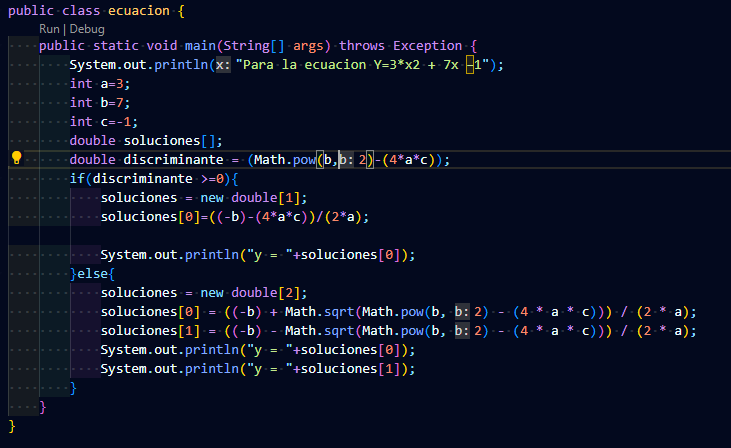 public class ecuacion {
Run | Debug
public static void main(String[] args) throws Exception {
System.out.println(x: "Para la ecuacion Y=3*x2 + 7x -1");
int a=3;
int b=7;
int c=-1;
double soluciones[];
double discriminante = (Math.pow(b,b: 2)-(4*a*c));
if(discriminante >=0){
soluciones = new double[1];
soluciones[0]=((-b)-(4*a*c))/(2*a);
System.out.println("y = "+soluciones[0]);
}else{
soluciones = new double[2];
soluciones[0] = ((-b) + Math.sqrt(Math.pow(b, b: 2) - (4 * a * c))) / (2 * a);
soluciones[1] = ((-b) - Math.sqrt(Math.pow(b, b: 2) - (4 * a * c))) / (2 * a);
System.out.println("y = "+soluciones[0]);
System.out.println("y = "+soluciones[1]);
}
}
}